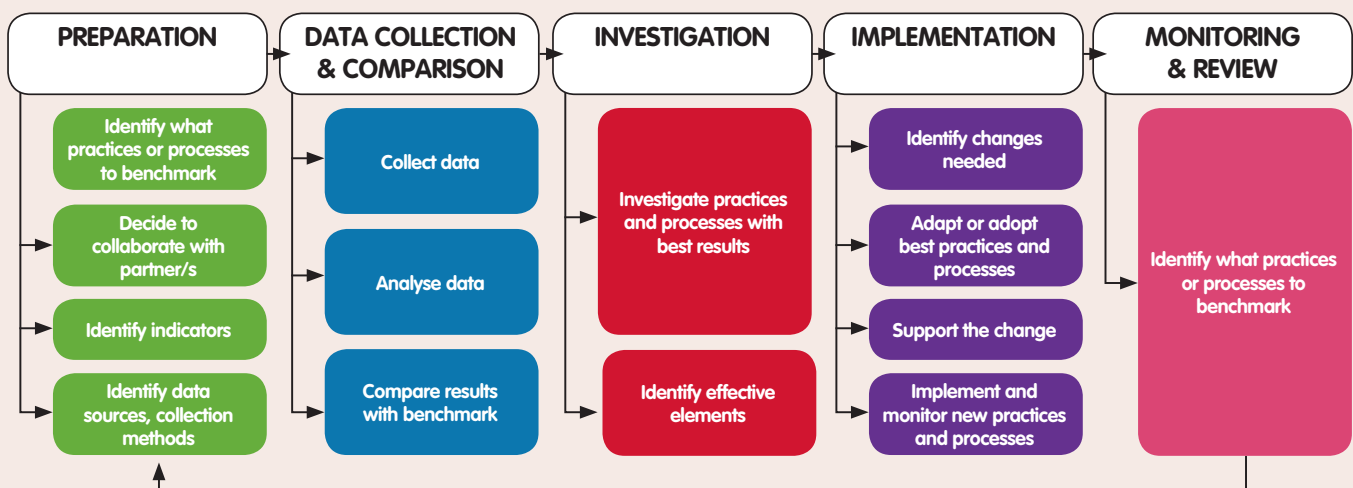 PREPARATION
Identify what
practices or processes
to benchmark
Decide to
collaborate with
partner/s
Identify indicators
Identify data
sources, collection
methods
DATA COLLECTION
& COMPARISON
Collect data
Analyse data
Compare results
with benchmark
INVESTIGATION
Investigate practices
and processes with
best results
Identify effective
elements
IMPLEMENTATION
Identify changes
needed
Adapt or adopt
best practices and
processes
Support the change
Implement and
monitor new practices
and processes
MONITORING
& REVIEW
Identify what practices
or processes to
benchmark